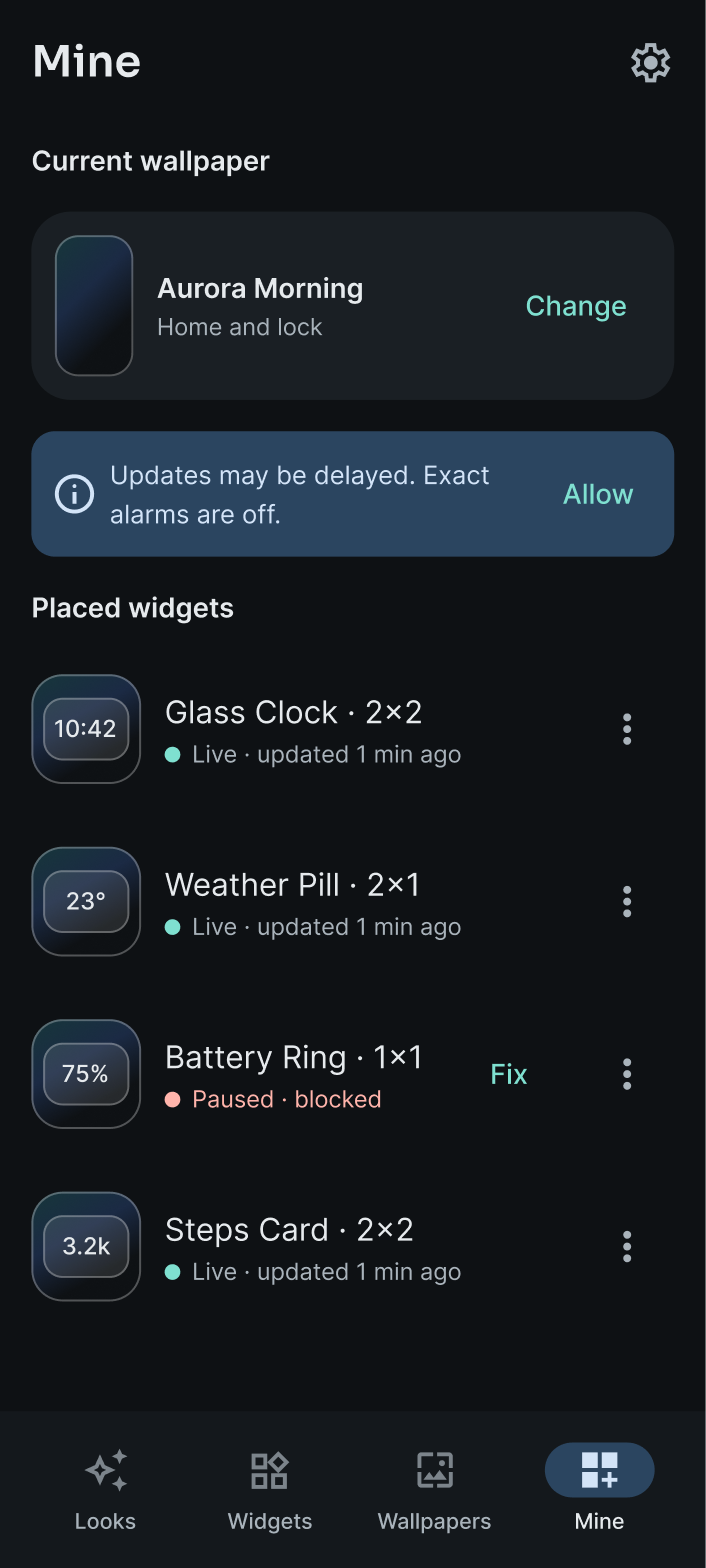 Mine
Current wallpaper
Aurora Morning
Home and lock
Change
Updates may be delayed. Exact
alarms are off.
Allow
Placed widgets
10:42
Glass Clock · 2×2
Live · updated 1 min ago
23°
Weather Pill · 2×1
Live · updated 1 min ago
75%
Battery Ring · 1×1
Paused · blocked
Fix
3.2k
Steps Card · 2×2
Live · updated 1 min ago
Looks
Widgets
Wallpapers
Mine